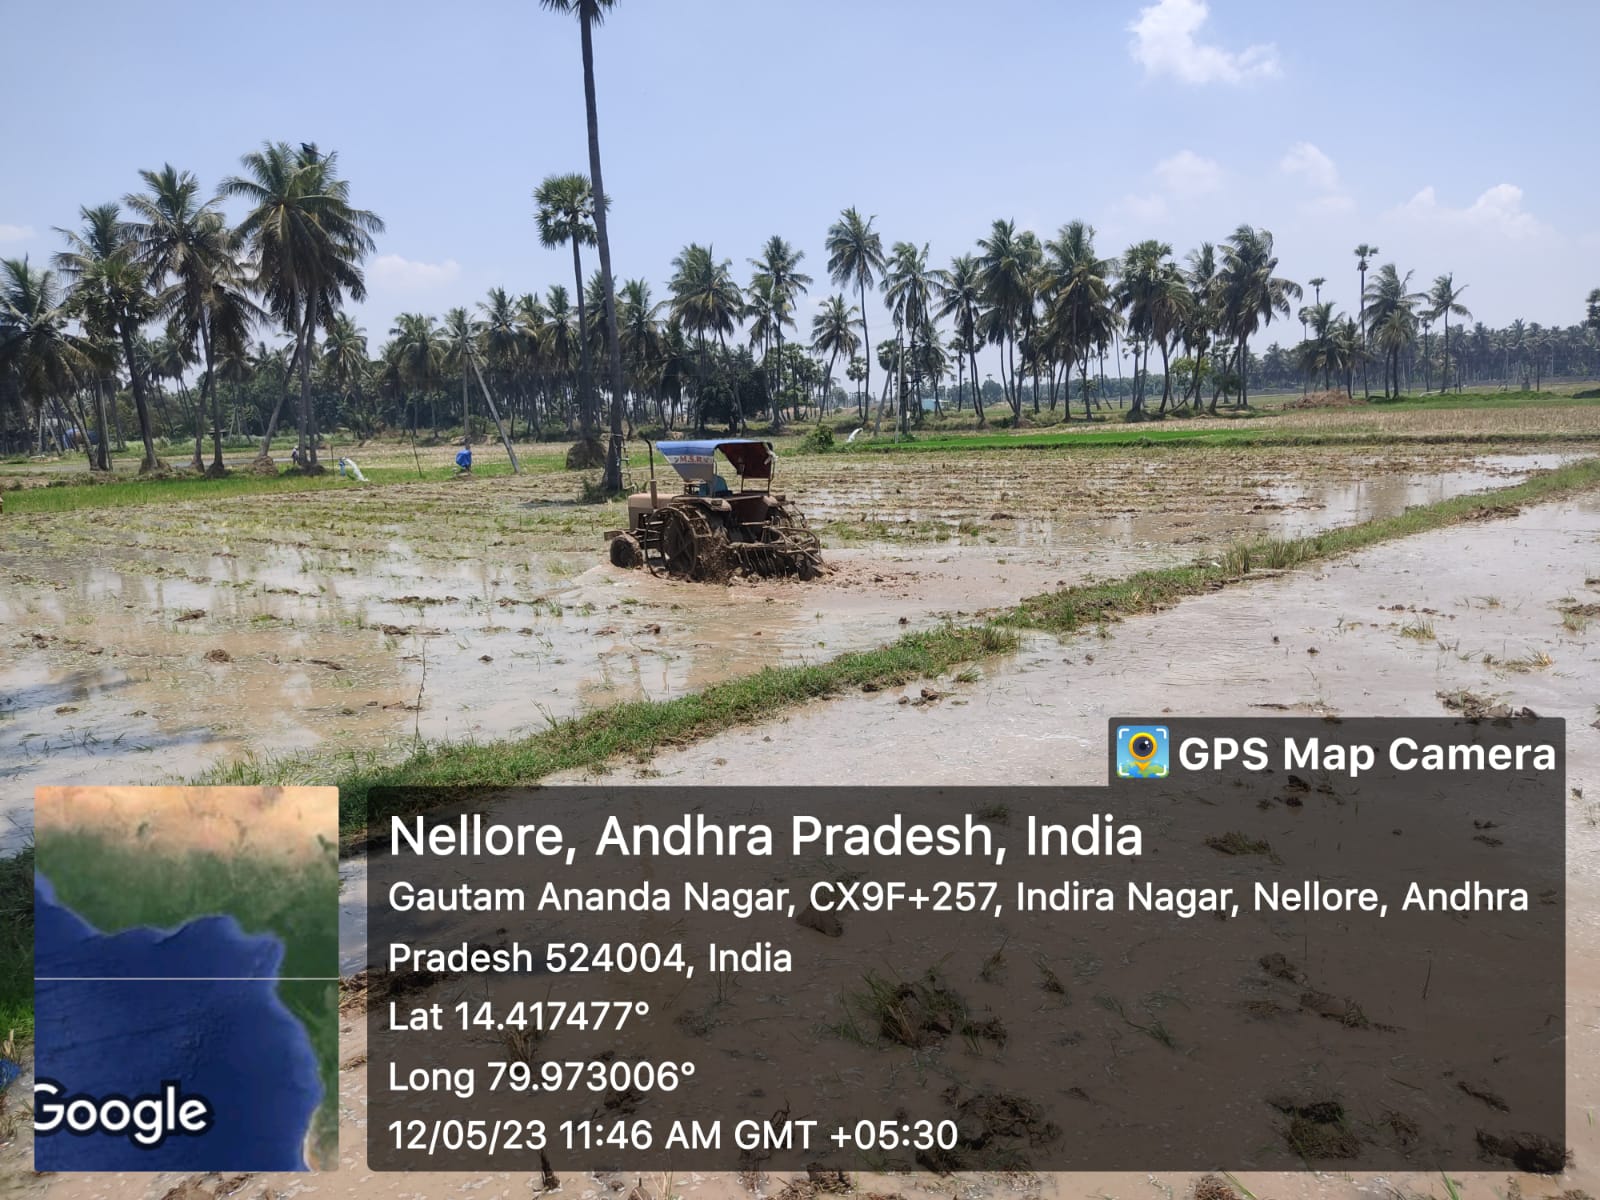 GPS Map Camera
Nellore, Andhra Pradesh, India
Gautam Ananda Nagar, CX9F+257, Indira Nagar, Nellore, Andhra
Pradesh 524004, India
Lat 14.417477°
Long 79.973006°
12/05/23 11:46 AM GMT +05:30
Google